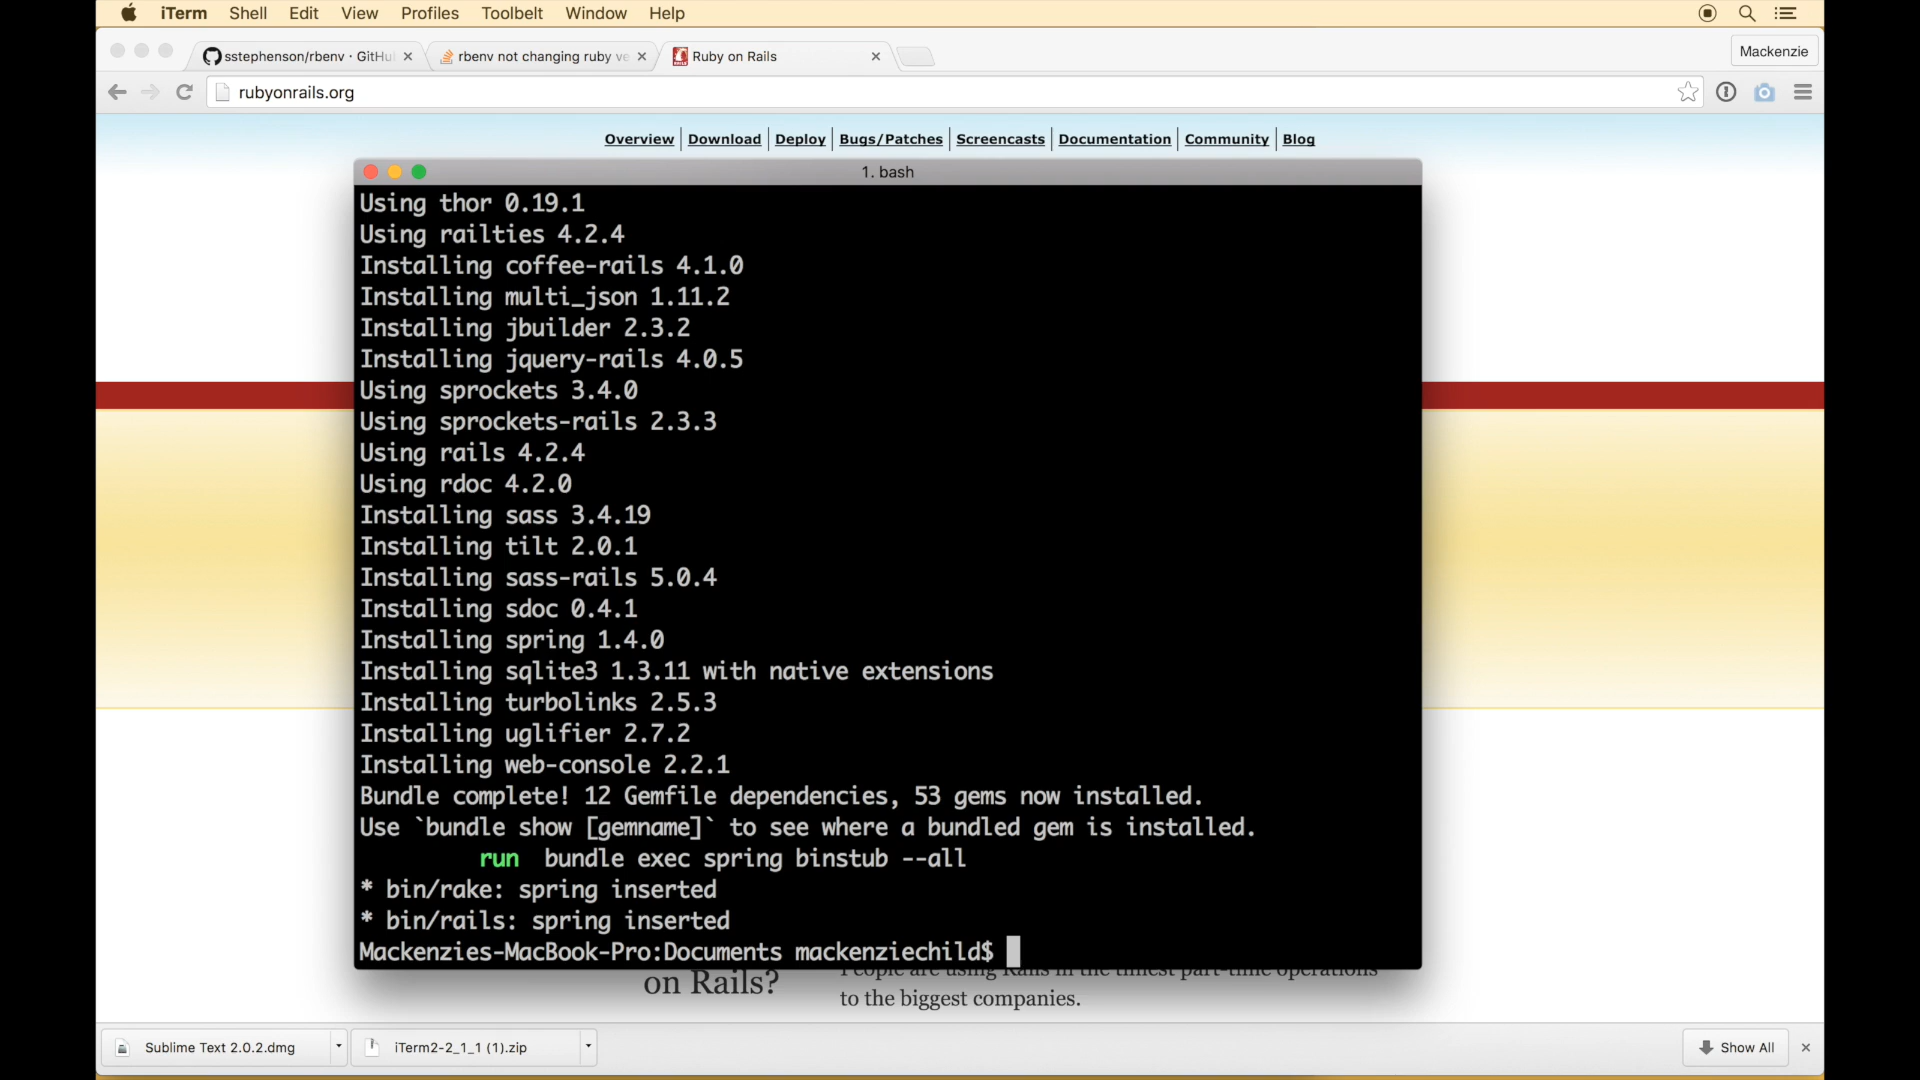 iTerm Shell Edit View Profiles Toolbelt Window Help
sstephenson/rbenv · GitHu
rbenv not changing ruby ve
Ruby on Rails
Mackenzie
rubyonrails.org
Overview Download Deploy Bugs/Patches Screencasts Documentation Community Blog
1. bash
Using thor 0.19.1
Using railties 4.2.4
Installing coffee-rails 4.1.0
Installing multi_json 1.11.2
Installing jbuilder 2.3.2
Installing jquery-rails 4.0.5
Using sprockets 3.4.0
Using sprockets-rails 2.3.3
Using rails 4.2.4
Using rdoc 4.2.0
Installing sass 3.4.19
Installing tilt 2.0.1
Installing sass-rails 5.0.4
Installing sdoc 0.4.1
Installing spring 1.4.0
Installing sqlite3 1.3.11 with native extensions
Installing turbolinks 2.5.3
Installing uglifier 2.7.2
Installing web-console 2.2.1
Bundle complete! 12 Gemfile dependencies, 53 gems now installed.
Use `bundle show [gemname]` to see where a bundled gem is installed.
run bundle exec spring binstub --all
* bin/rake: spring inserted
* bin/rails: spring inserted
Mackenzies-MacBook-Pro:Documents mackenziechild$
on Rails?
People are using Rails in the tiniest part-time operations
to the biggest companies.
Sublime Text 2.0.2.dmg
iTerm2-2_1_1 (1).zip
Show All